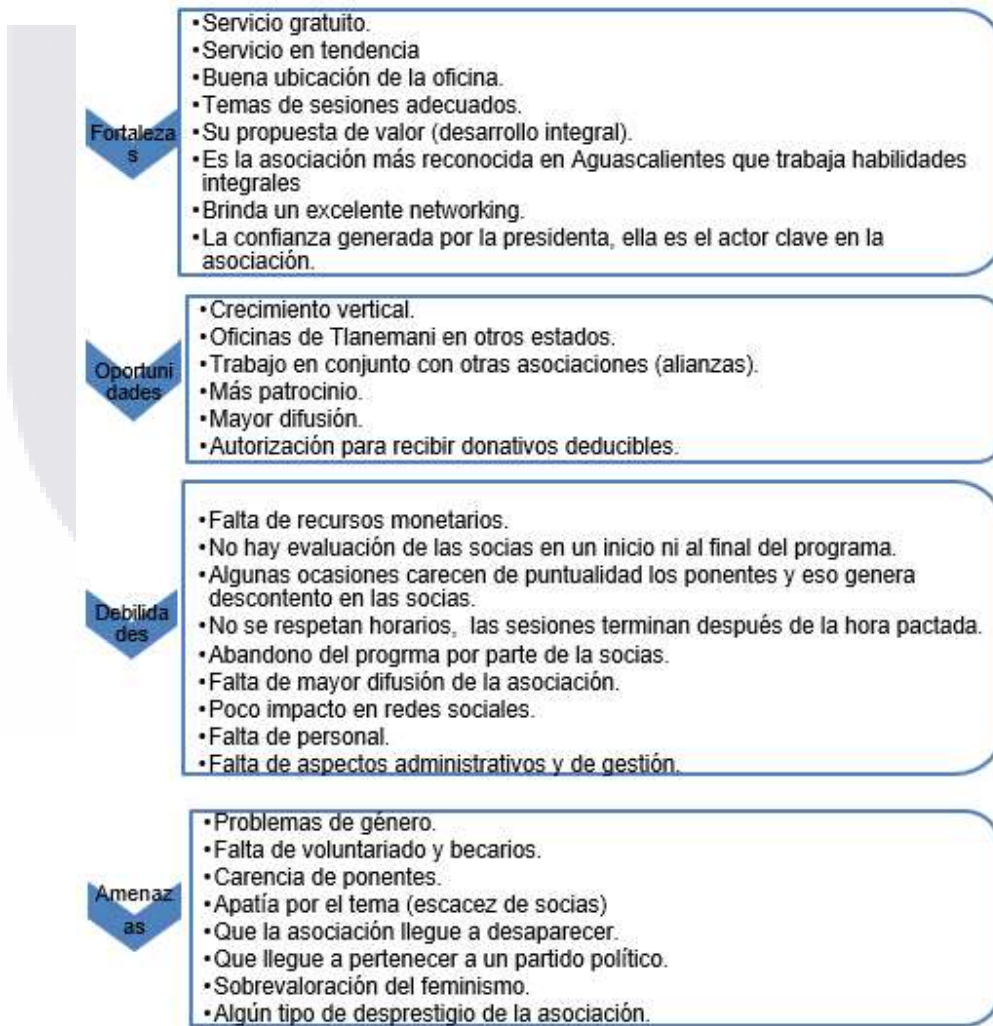 Fortaleza
s
•Servicio gratuito.
•Servicio en tendencia
•Buena ubicación de la oficina.
•Temas de sesiones adecuados.
•Su propuesta de valor (desarrollo integral).
•Es la asociación más reconocida en Aguascalientes que trabaja habilidades
integrales
•Brinda un excelente networking.
•La confianza generada por la presidenta, ella es el actor clave en la
asociación.
Oportuni
dades
•Crecimiento vertical.
•Oficinas de Tlanemani en otros estados.
•Trabajo en conjunto con otras asociaciones (alianzas).
•Más patrocinio.
•Mayor difusión.
•Autorización para recibir donativos deducibles.
Debilida
des
•Falta de recursos monetarios.
•No hay evaluación de las socias en un inicio ni al final del programa.
•Algunas ocasiones carecen de puntualidad los ponentes y eso genera
descontento en las socias.
•No se respetan horarios, las sesiones terminan después de la hora pactada.
•Abandono del progrma por parte de la socias.
•Falta de mayor difusión de la asociación.
•Poco impacto en redes sociales.
•Falta de personal.
•Falta de aspectos administrativos y de gestión.
Amenaz
as
•Problemas de género.
•Falta de voluntariado y becarios.
•Carencia de ponentes.
•Apatía por el tema (escacez de socias)
•Que la asociación llegue a desaparecer.
•Que llegue a pertenecer a un partido político.
•Sobrevaloración del feminismo.
•Algún tipo de desprestigio de la asociación.